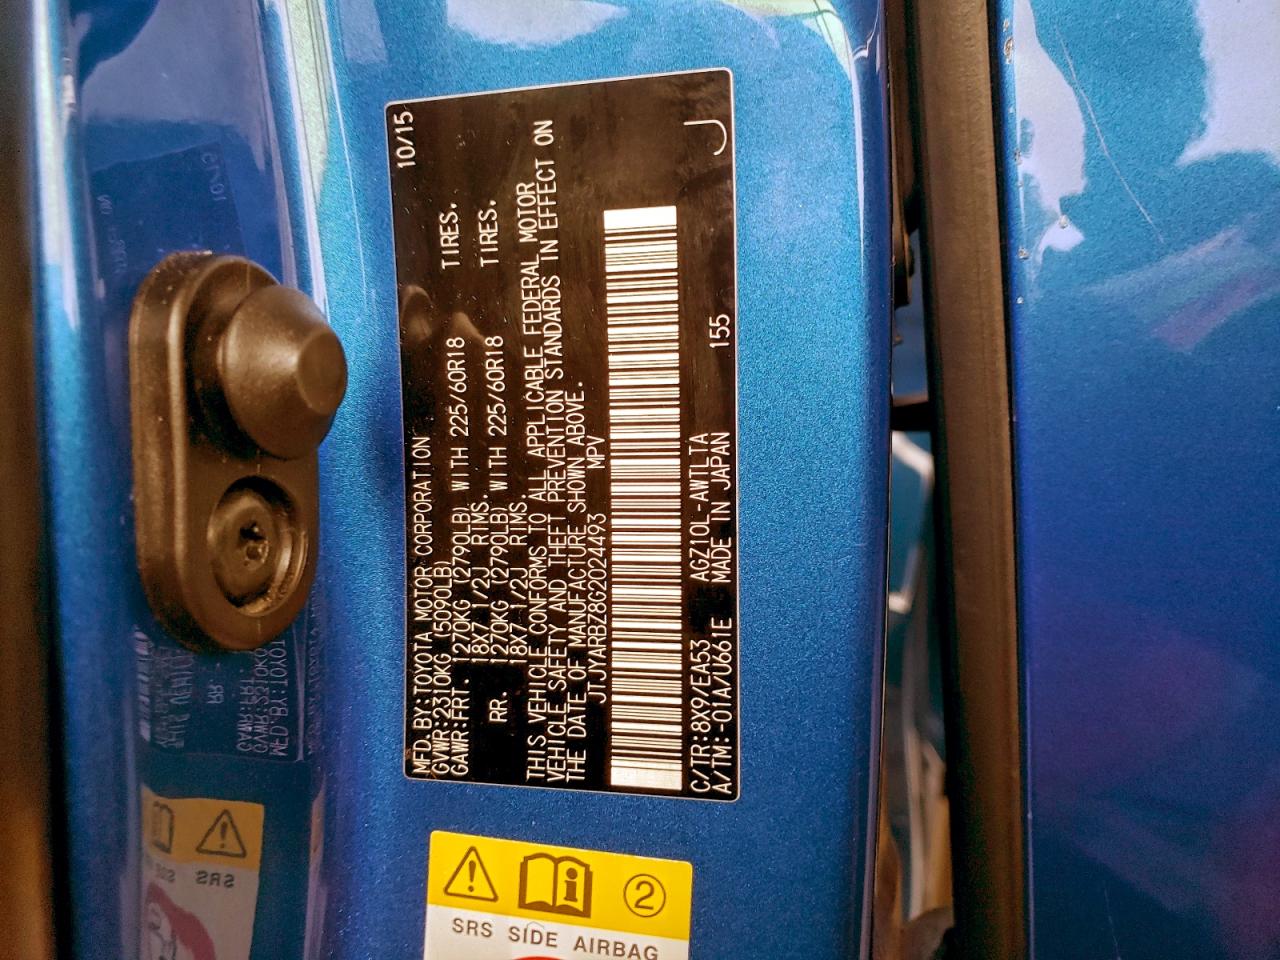 MFD.BY:TOYOTA MOTOR CORPORATION 10/15
GVWR:2310KG (5090LB)
GAWR:FRT. 1270KG (2790LB) WITH 225/60R18 TIRES.
18X7 1/2J RIMS.
RR. 1270KG (2790LB) WITH 225/60R18 TIRES.
18X7 1/2J RIMS.
THIS VEHICLE CONFORMS TO ALL APPLICABLE FEDERAL MOTOR
VEHICLE SAFETY AND THEFT PREVENTION STANDARDS IN EFFECT ON
THE DATE OF MANUFACTURE SHOWN ABOVE.
JTJYARBZ8G2024493 MPV
C/TR:8X9/EA53 AGZ10L-AWTLTA 155
A/TM:-01A/U661E MADE IN JAPAN J
2
SRS SIDE AIRBAG